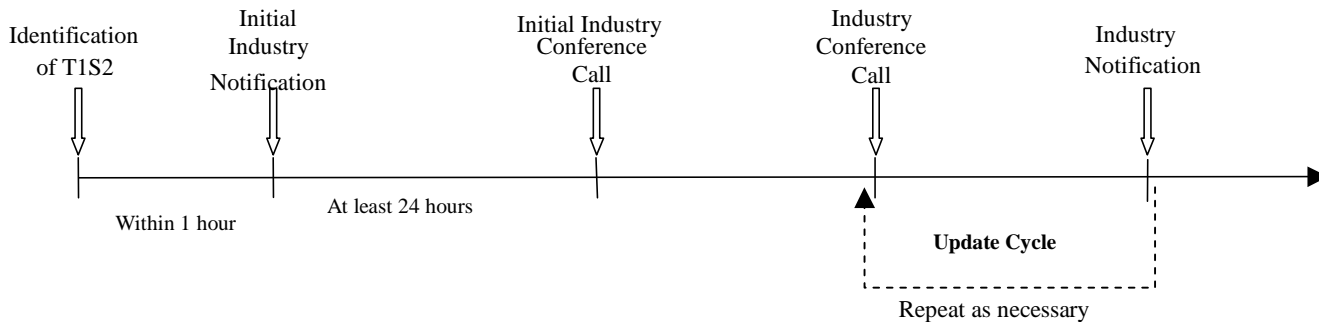 Identification
of T1S2
Initial
Industry
Notification
Initial Industry
Conference
Call
Industry
Conference
Call
Industry
Notification
Within 1 hour
At least 24 hours
Update Cycle
Repeat as necessary